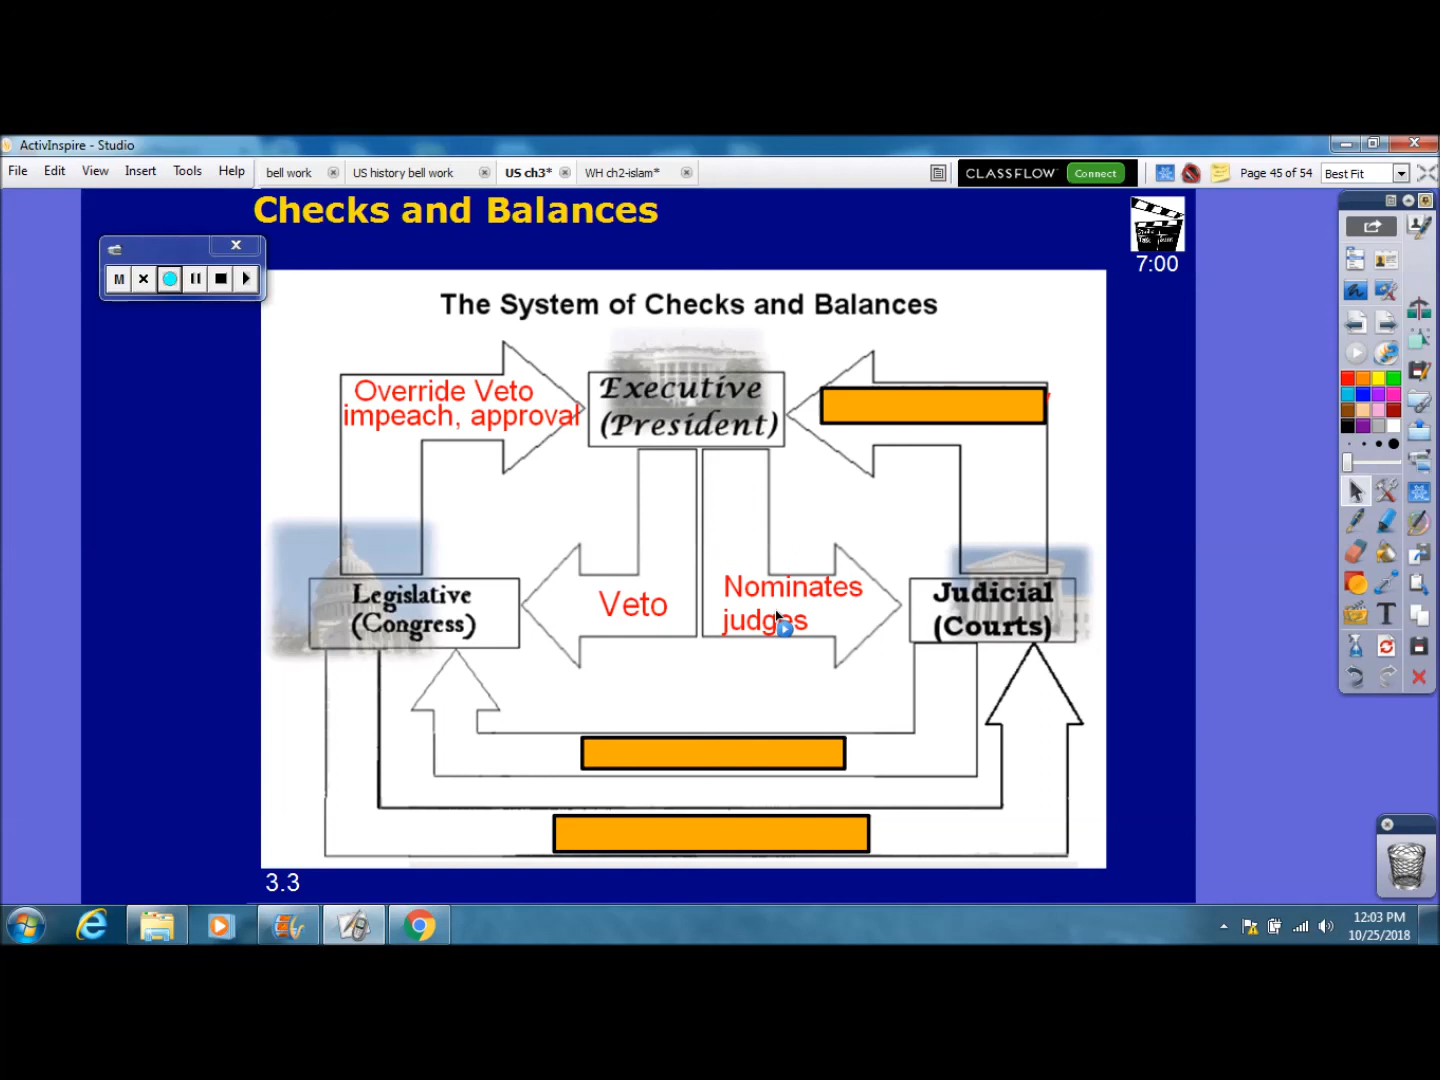 ActivInspire - Studio
File Edit View Insert Tools Help
bell work
US history bell work
US ch3*
WH ch2-islam*
CLASSFLOW Connect
Page 45 of 54
Best Fit
Checks and Balances
7:00
M
The System of Checks and Balances
Override Veto
impeach, approval
Executive
(President)
Legislative
(Congress)
Veto
Nominates
judges
Judicial
(Courts)
3.3
12:03 PM
10/25/2018